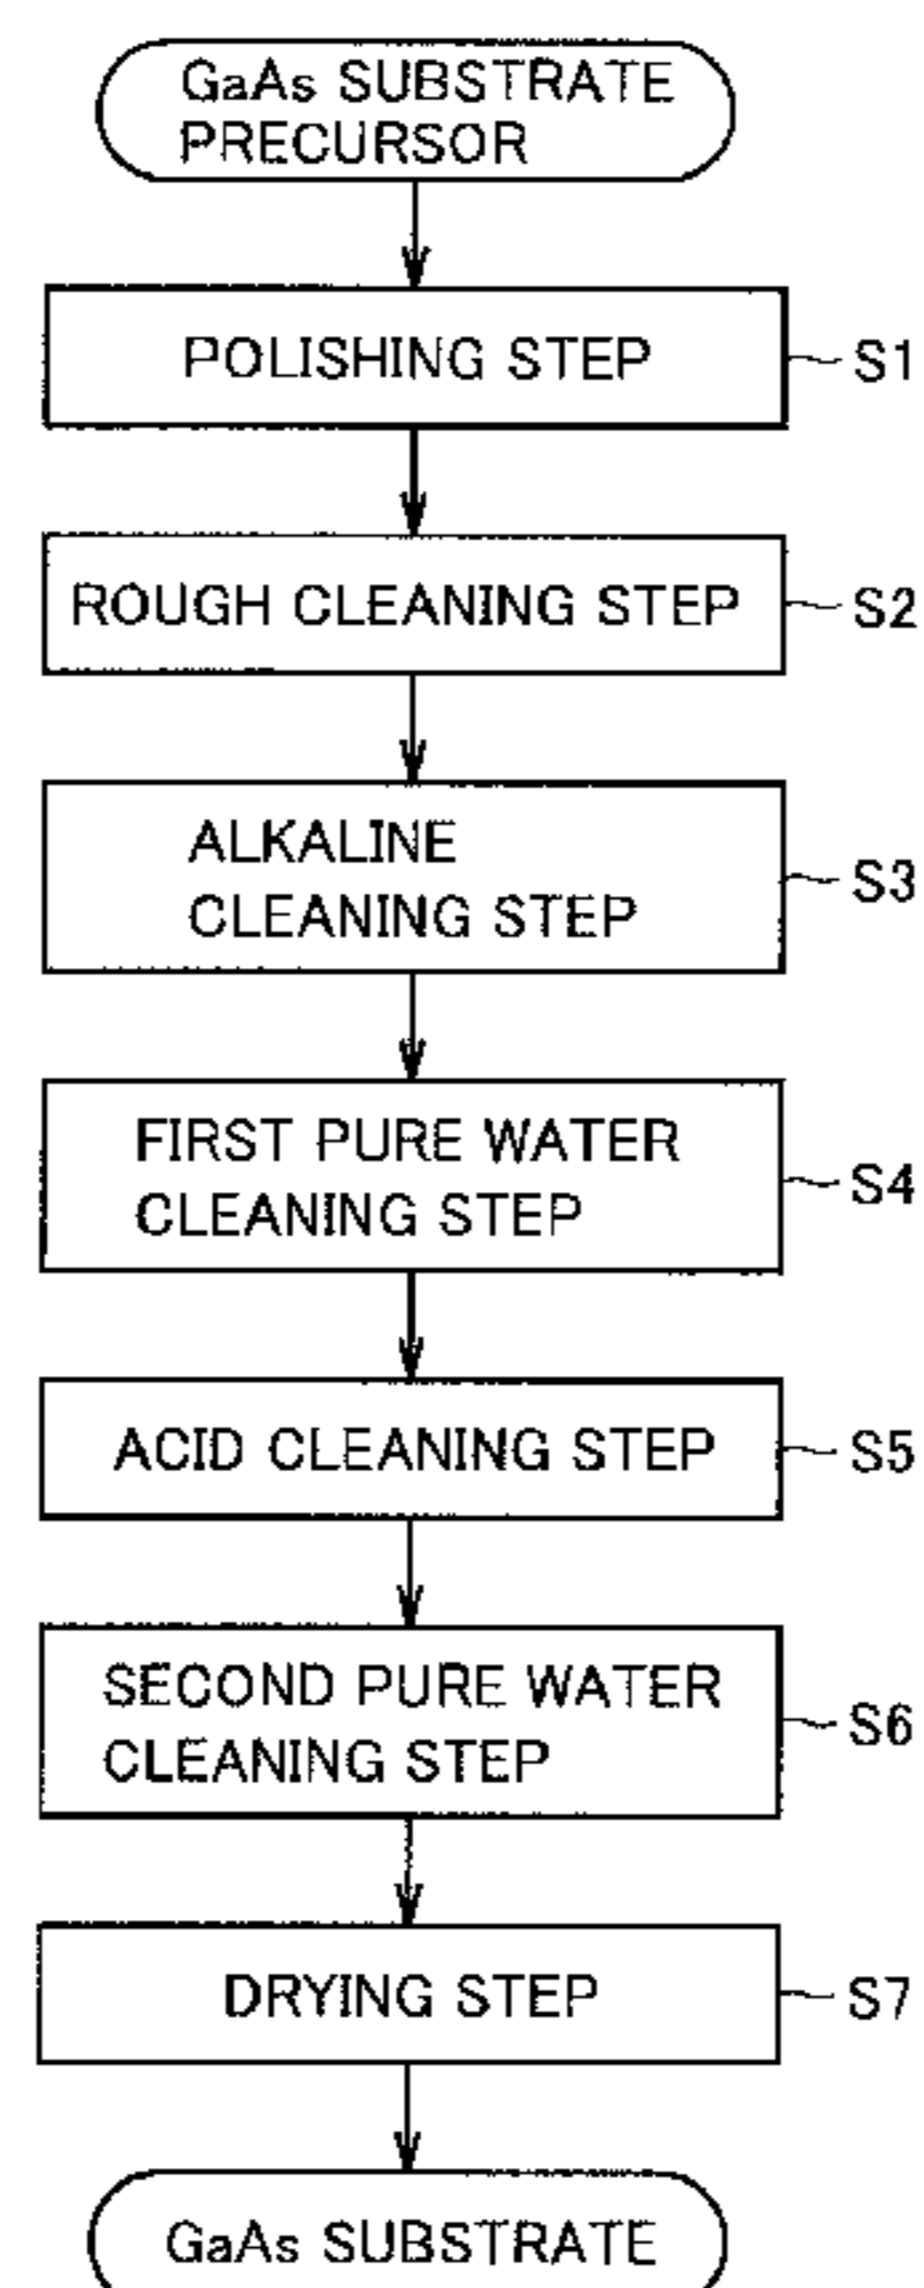 GaAs SUBSTRATE
PRECURSOR
POLISHING STEP
S1
ROUGH CLEANING STEP
S2
ALKALINE
CLEANING STEP
S3
FIRST PURE WATER
CLEANING STEP
S4
ACID CLEANING STEP
S5
SECOND PURE WATER
CLEANING STEP
S6
DRYING STEP
S7
GaAs SUBSTRATE